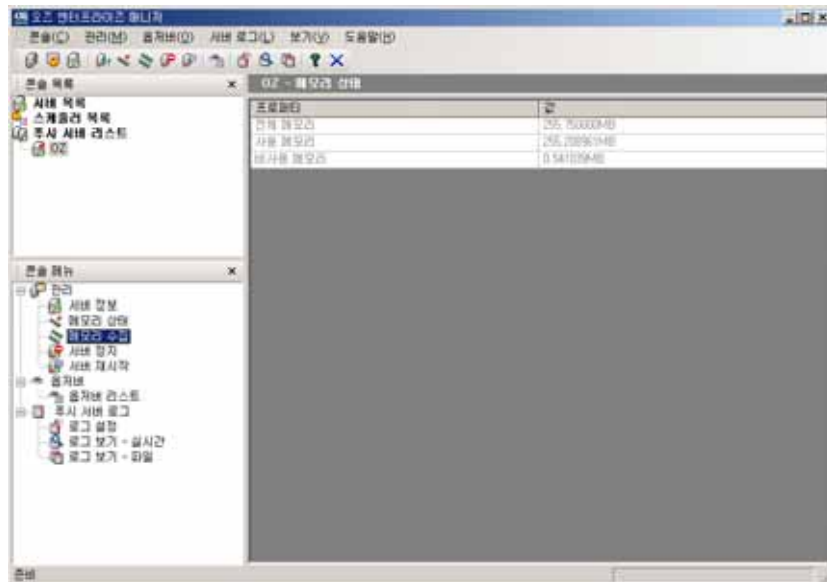 오즈 엔터프라이즈 매니저
콘솔(C) 관리(M) 옵저버(O) 서버 로그(L) 보기(V) 도움말(H)
콘솔 목록
OZ - 메모리 상태
서버 목록
스케줄러 목록
푸시 서버 리스트
OZ
프로퍼티 값
전체 메모리 255.750000MB
사용 메모리 255.208961MB
비사용 메모리 0.541039MB
콘솔 메뉴
관리
서버 정보
메모리 상태
메모리 수집
서버 정지
서버 재시작
옵저버
옵저버 리스트
푸시 서버 로그
로그 설정
로그 보기 - 실시간
로그 보기 - 파일
준비